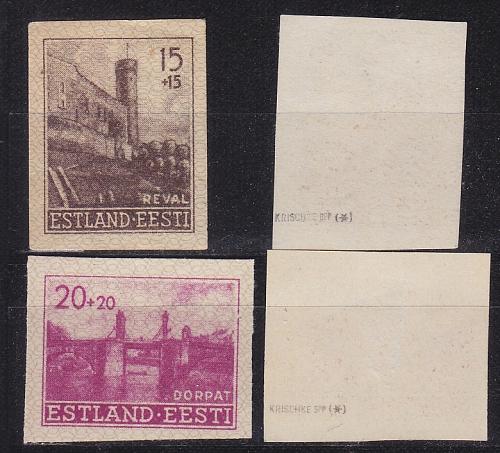 15
+15
REVAL
ESTLAND·EESTI
KRISCHKE BPP (✶)
20+20
DORPAT
ESTLAND·EESTI
KRISCHKE BPP (✶)